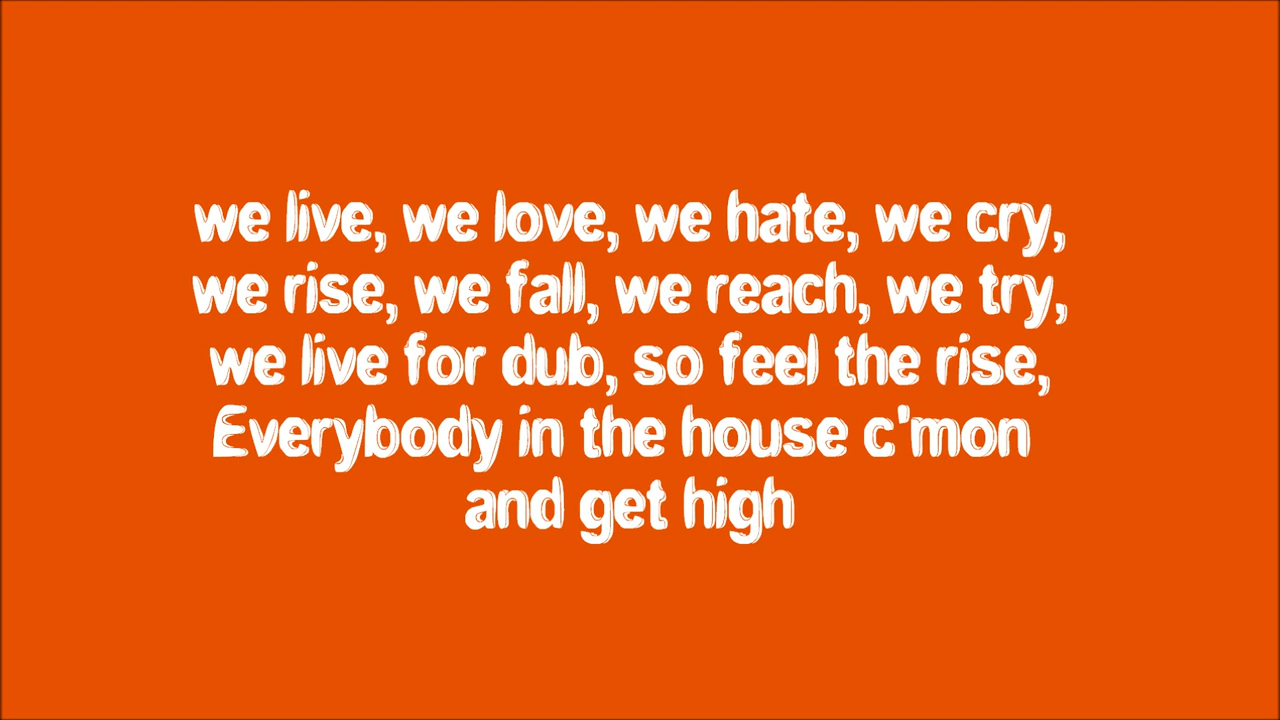 we live, we love, we hate, we cry,
we rise, we fall, we reach, we try,
we live for dub, so feel the rise,
Everybody in the house c'mon
and get high